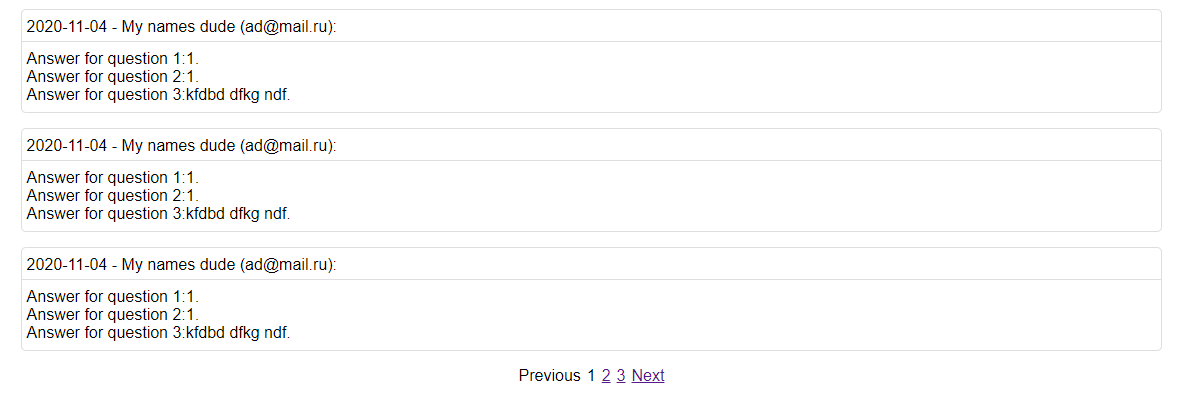 2020-11-04 - My names dude (ad@mail.ru):
Answer for question 1:1.
Answer for question 2:1.
Answer for question 3:kfdbd dfkg ndf.
2020-11-04 - My names dude (ad@mail.ru):
Answer for question 1:1.
Answer for question 2:1.
Answer for question 3:kfdbd dfkg ndf.
2020-11-04 - My names dude (ad@mail.ru):
Answer for question 1:1.
Answer for question 2:1.
Answer for question 3:kfdbd dfkg ndf.
Previous 1 2 3 Next